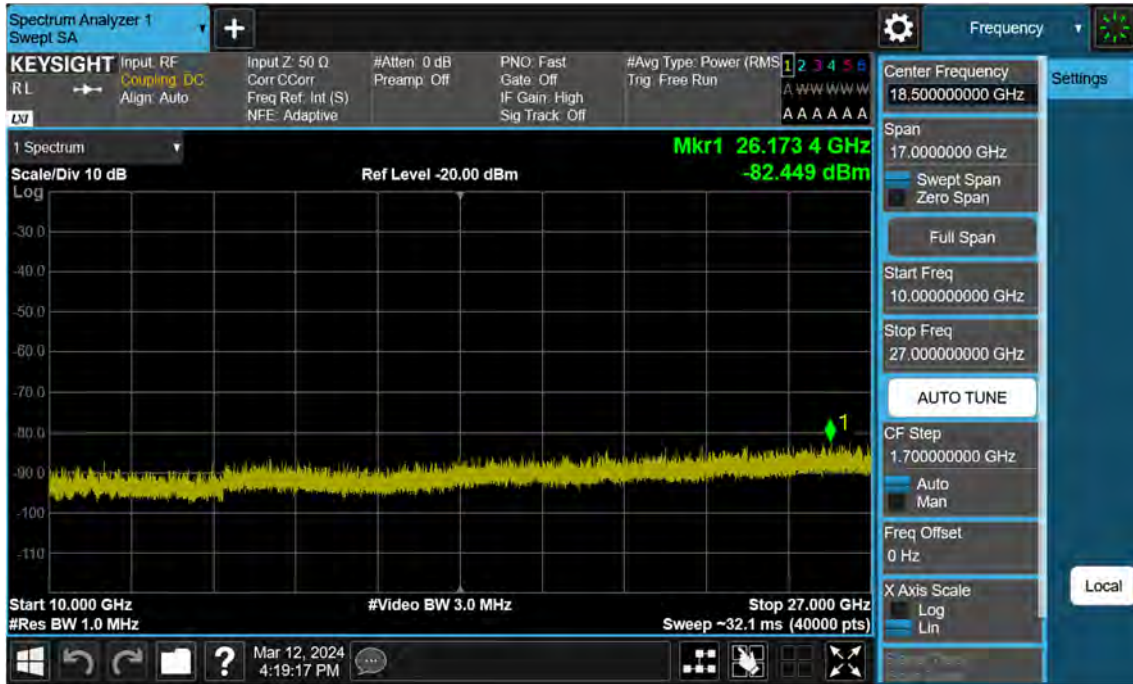 Spectrum Analyzer 1
Swept SA
+
Frequency
KEYSIGHT
RL
LXI
Input: RF
Coupling: DC
Align: Auto
Input Z: 50 Ω
Corr CCorr
Freq Ref: Int (S)
NFE: Adaptive
#Atten: 0 dB
Preamp: Off
PNO: Fast
Gate: Off
IF Gain: High
Sig Track: Off
#Avg Type: Power (RMS
Trig: Free Run
1 2 3 4 5 6
A W W W W W
A A A A A A
1 Spectrum
Scale/Div 10 dB
Ref Level -20.00 dBm
Mkr1 26.173 4 GHz
-82.449 dBm
Log
-30.0
-40.0
-50.0
-60.0
-70.0
-80.0
-90.0
-100
-110
1
Start 10.000 GHz
#Res BW 1.0 MHz
#Video BW 3.0 MHz
Stop 27.000 GHz
Sweep ~32.1 ms (40000 pts)
Center Frequency
18.500000000 GHz
Span
17.0000000 GHz
Swept Span
Zero Span
Full Span
Start Freq
10.000000000 GHz
Stop Freq
27.000000000 GHz
AUTO TUNE
CF Step
1.700000000 GHz
Auto
Man
Freq Offset
0 Hz
X Axis Scale
Log
Lin
Settings
Local
?
Mar 12, 2024
4:19:17 PM